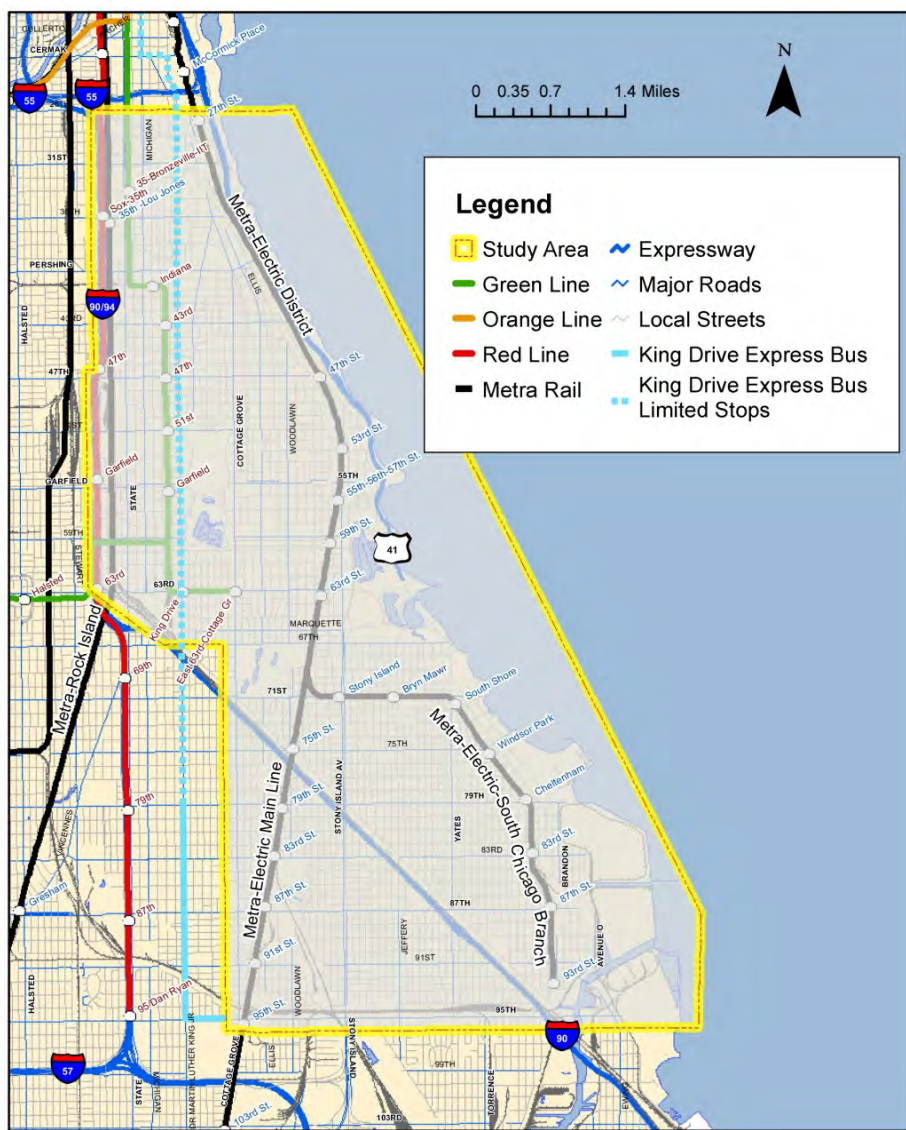 CERMAK
McCormick Place
N
0 0.35 0.7 1.4 Miles
55
55
27th St.
MICHIGAN
31ST
35-Bronzeville-IIT
Sox-35th
35th -Lou Jones
Metra-Electric District
PERSHING
ELLIS
Indiana
90/94
HALSTED
43rd
47TH
47th
47th
47th St.
51st
COTTAGE GROVE
WOODLAWN
53rd St.
GARFIELD
Garfield
Garfield
STATE
55TH
55th-56th-57th St.
59TH
59th St.
41
STEWART
Halsted
63rd
63RD
63rd St.
King Drive
East 63rd-Cottage Gr
MARQUETTE
67TH
Metra-Rock Island
69th
71ST
Stony Island
Bryn Mawr
South Shore
75th St.
75TH
Windsor Park
Metra-Electric Main Line
STONY ISLAND AV
Metra-Electric-South Chicago Branch
79th
79th St.
79TH
Cheltenham
YATES
VINCENNES
83rd St.
83RD
83rd St.
BRANDON
Gresham
87th
87th St.
87TH
87th St.
JEFFERY
AVENUE O
91st St.
91ST
93rd St.
HALSTED
WOODLAWN
95/Dan Ryan
95th St.
95TH
90
57
STATE
MICHIGAN
DR MARTIN LUTHER KING JR
COTTAGE GROVE
ELLIS
STONY ISLAND
99TH
TORRENCE
103rd St.
103RD
Legend
Study Area
Green Line
Orange Line
Red Line
Metra Rail
Expressway
Major Roads
Local Streets
King Drive Express Bus
King Drive Express Bus
Limited Stops